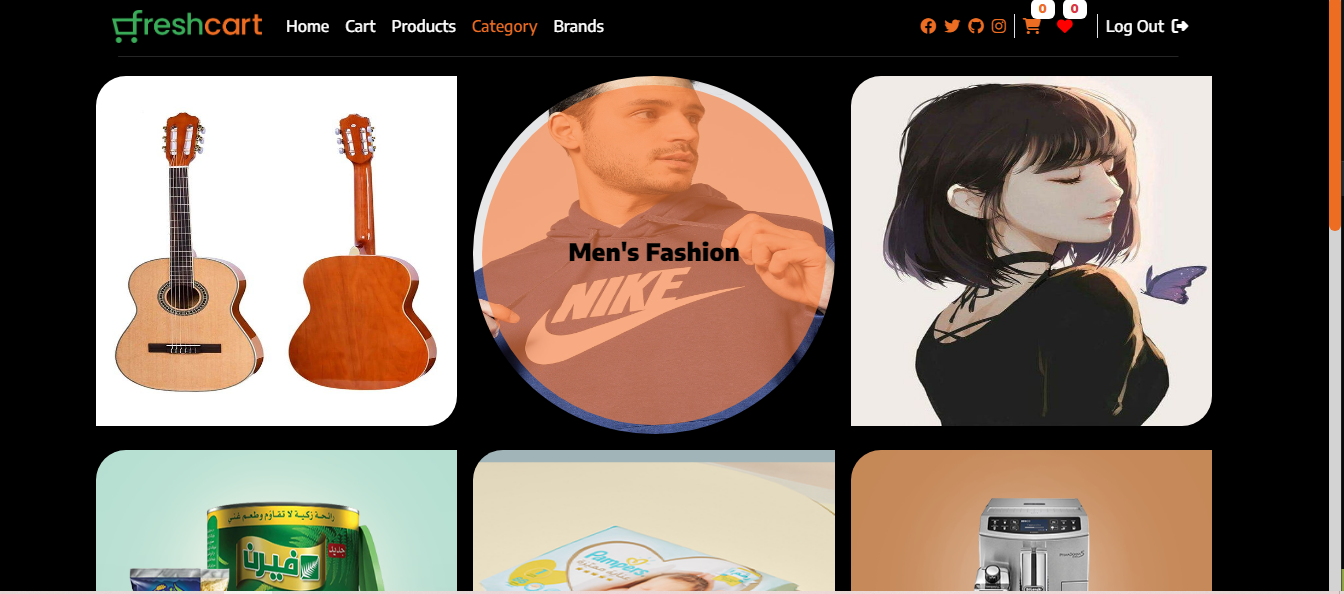 freshcart
Home Cart Products Category Brands
0 0
Log Out
Men's Fashion
NIKE
رائحة زكية لا تقاوم وطعم غني
جديد
فيرن
Pampers